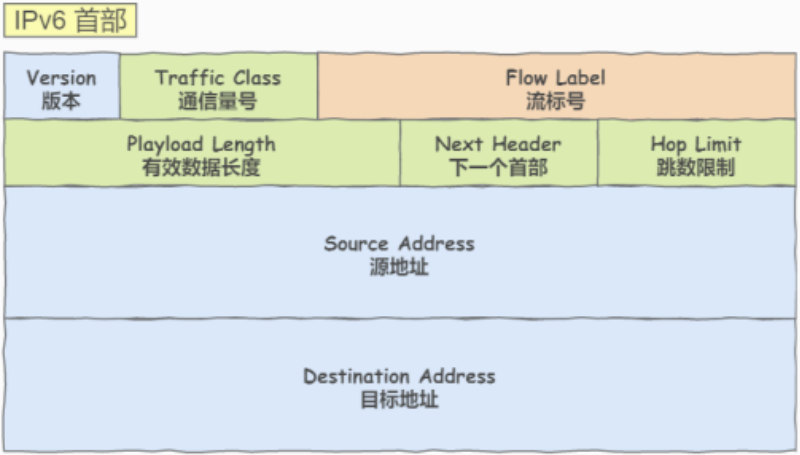 IPv6 首部
Version
版本
Traffic Class
通信量号
Flow Label
流标号
Playload Length
有效数据长度
Next Header
下一个首部
Hop Limit
跳数限制
Source Address
源地址
Destination Address
目标地址